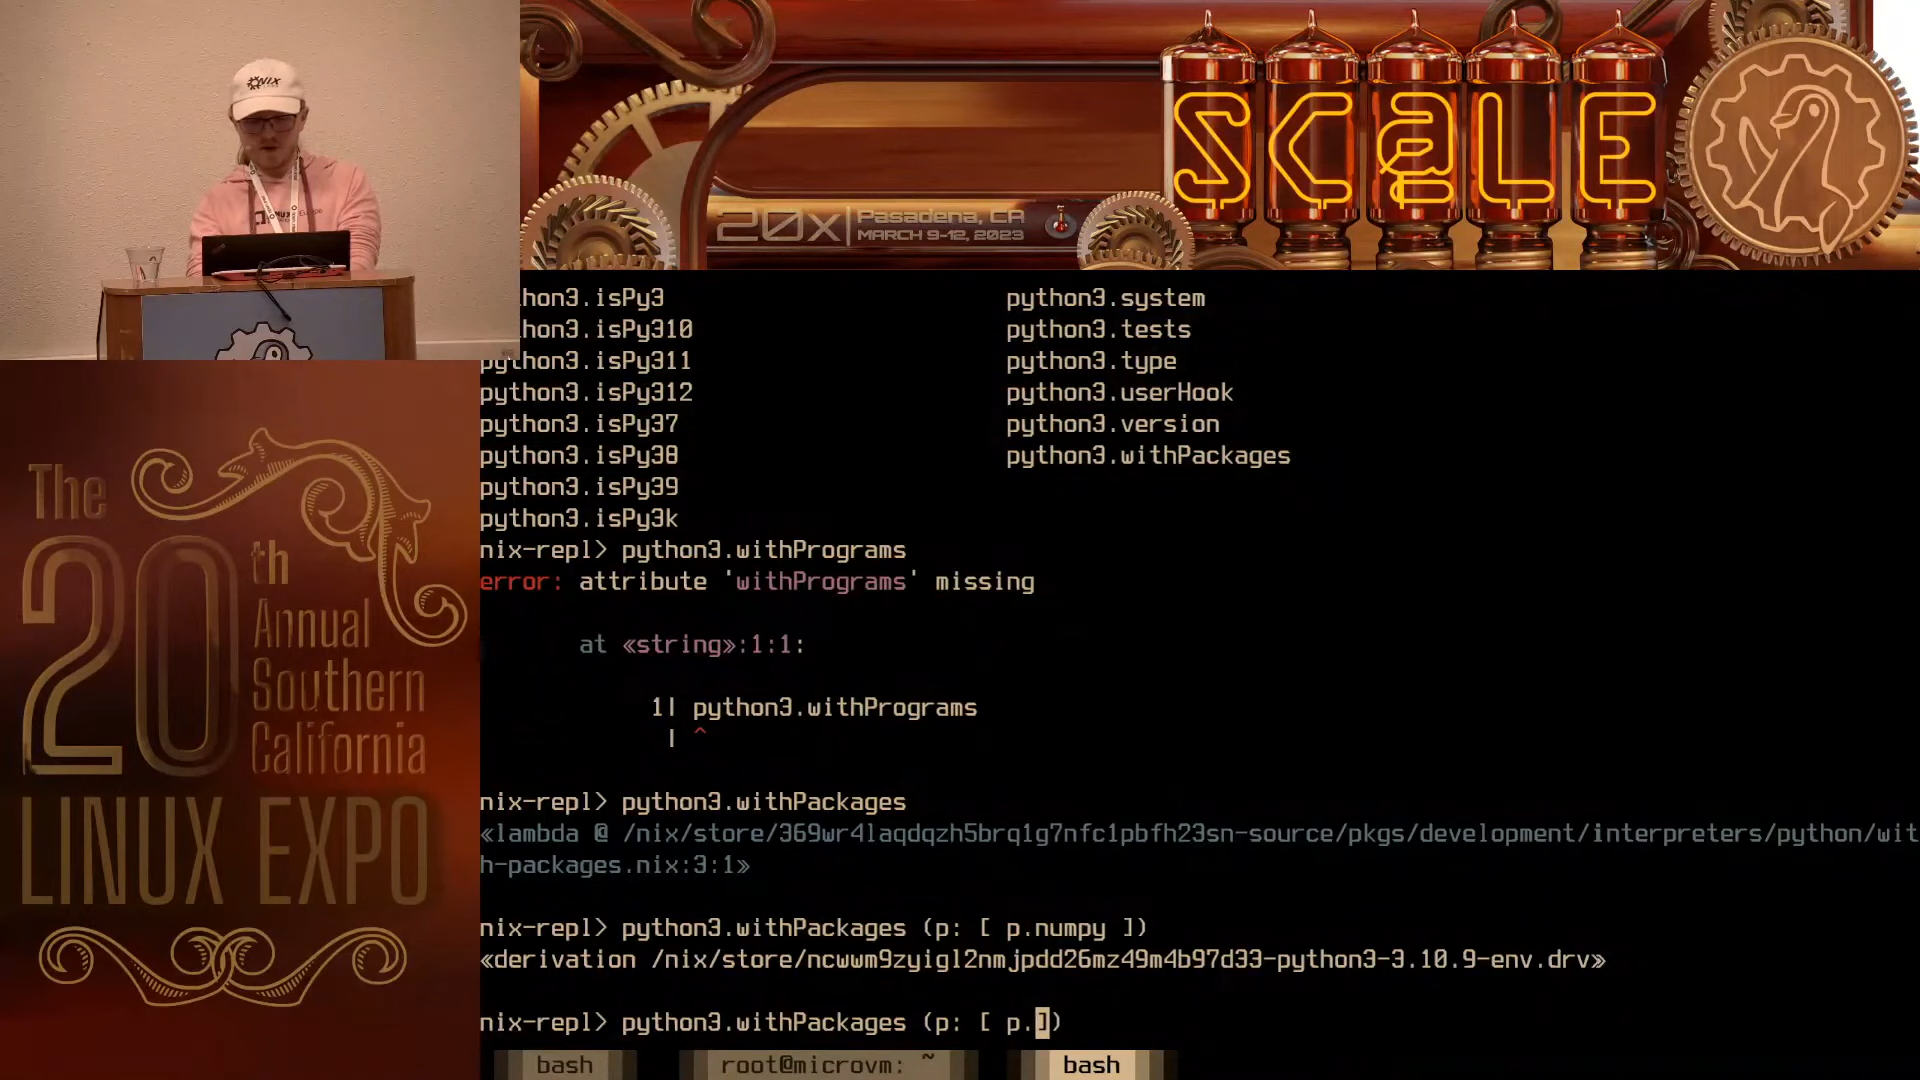 NIX
SCaLE
20x
Pasadena, CA
MARCH 9-12, 2023
The
20th
Annual
Southern
California
LINUX EXPO
hon3.isPy3 python3.system
hon3.isPy310 python3.tests
python3.isPy311 python3.type
python3.isPy312 python3.userHook
python3.isPy37 python3.version
python3.isPy38 python3.withPackages
python3.isPy39
python3.isPy3k
nix-repl> python3.withPrograms
error: attribute 'withPrograms' missing
at «string»:1:1:
1| python3.withPrograms
| ^
nix-repl> python3.withPackages
«lambda @ /nix/store/369wr4laqdqzh5brq1g7nfc1pbfh23sn-source/pkgs/development/interpreters/python/wit
h-packages.nix:3:1»
nix-repl> python3.withPackages (p: [ p.numpy ])
«derivation /nix/store/ncwwm9zyigl2nmjpdd26mz49m4b97d33-python3-3.10.9-env.drv»
nix-repl> python3.withPackages (p: [ p.])
bash root@microvm: ~ bash